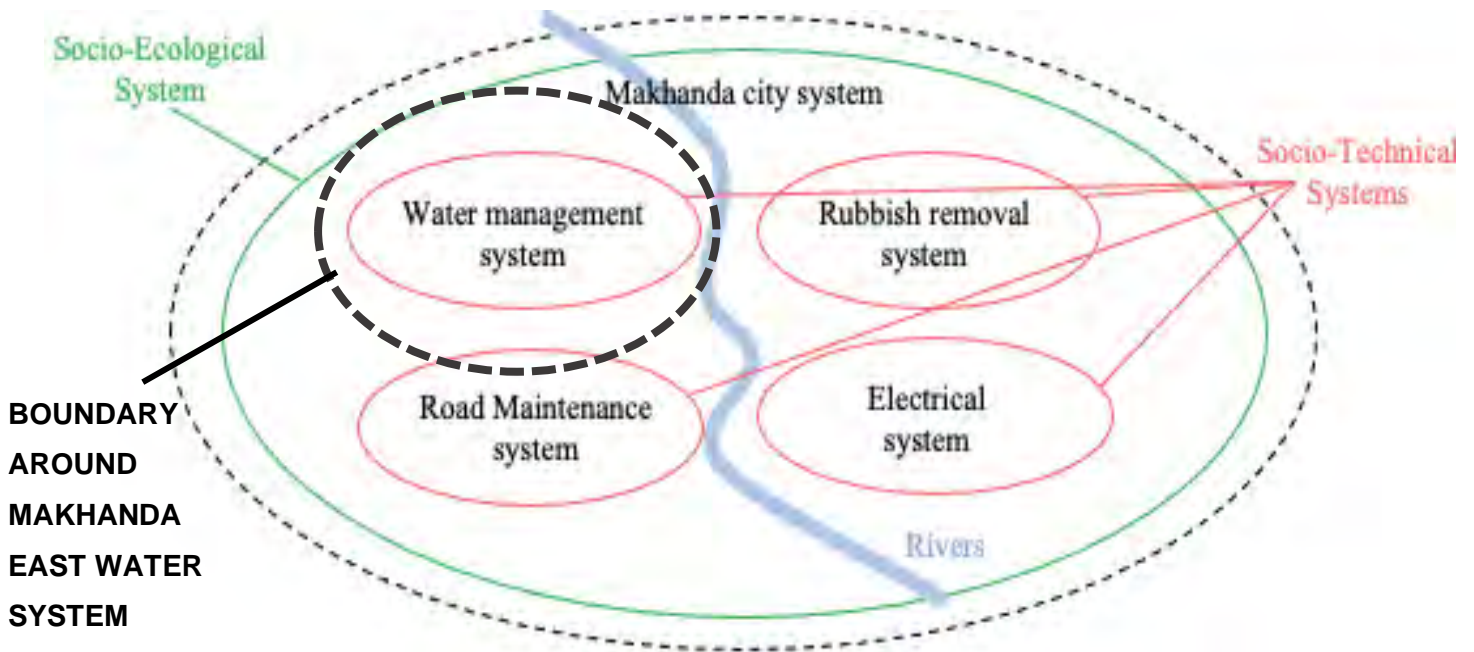 Socio-Ecological
System
Makhanda city system
Socio-Technical
Systems
Water management
system
Rubbish removal
system
Road Maintenance
system
Electrical
system
Rivers
BOUNDARY
AROUND
MAKHANDA
EAST WATER
SYSTEM